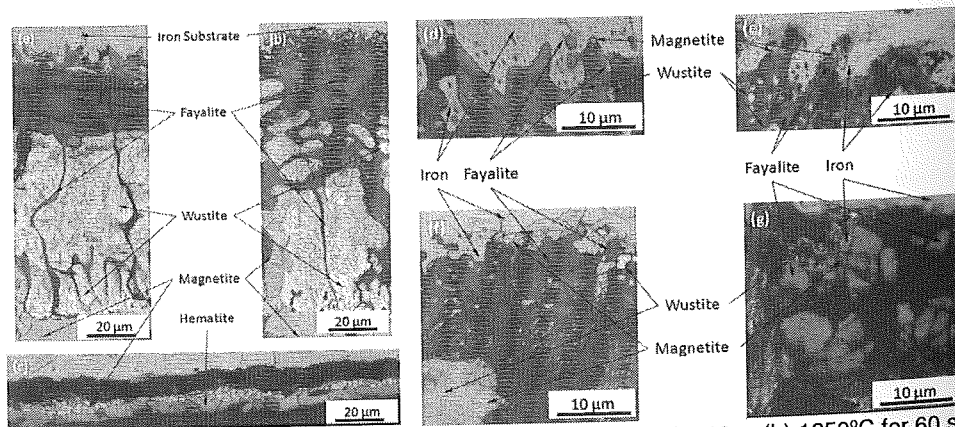 (a)
Iron Substrate
(b)
Fayalite
Wustite
Magnetite
Hematite
20 µm
20 µm
20 µm
(d)
Magnetite
Wustite
10 µm
10 µm
Iron Fayalite
Fayalite Iron
(f)
(g)
Wustite
Magnetite
10 µm
10 µm
(b) 1250ºC for 60 s